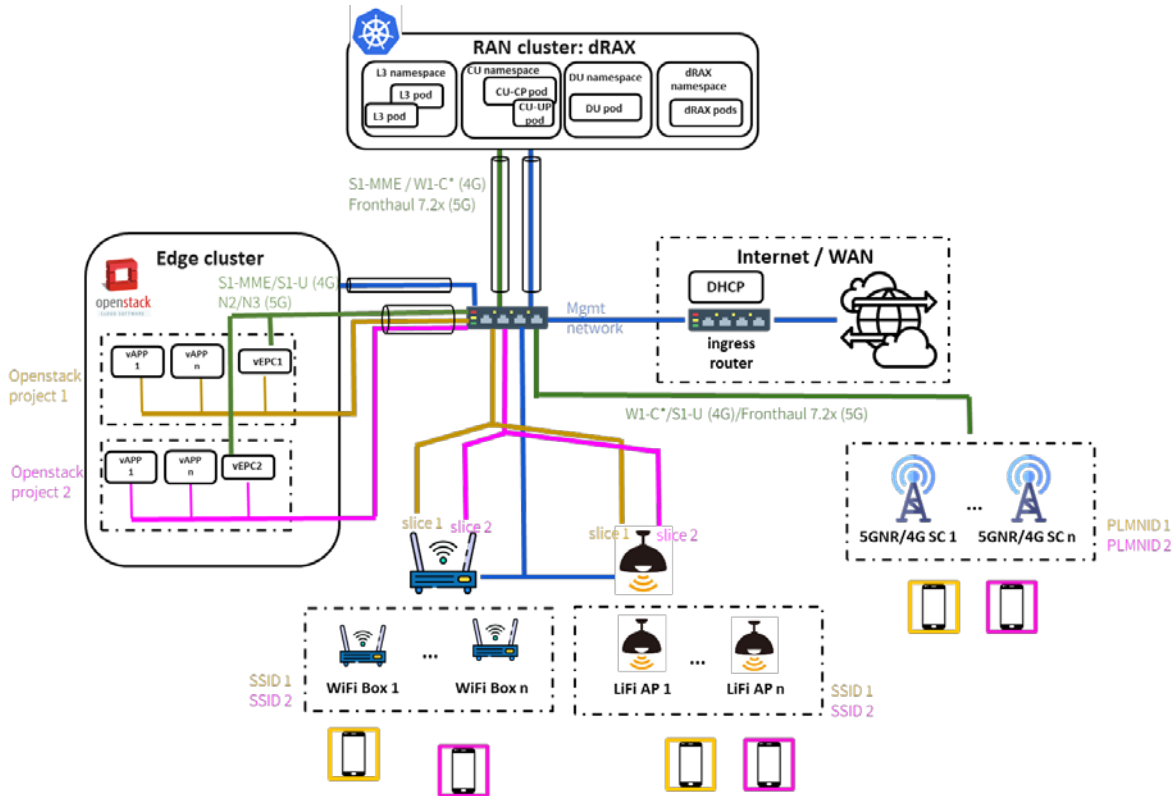 RAN cluster: dRAX
L3 namespace
L3 pod
L3 pod
CU namespace
CU-CP pod
CU-UP
pod
DU namespace
DU pod
dRAX
namespace
dRAX pods
S1-MME / W1-C* (4G)
Fronthaul 7.2x (5G)
Edge cluster
openstack
CLOUD SOFTWARE
S1-MME/S1-U (4G)
N2/N3 (5G)
Internet / WAN
DHCP
ingress
router
Mgmt
network
Openstack
project 1
vAPP
1
vAPP
n
vEPC1
Openstack
project 2
vAPP
1
vAPP
n
vEPC2
W1-C*/S1-U (4G)/Fronthaul 7.2x (5G)
slice 1
slice 2
slice 1
slice 2
...
5GNR/4G SC 1
5GNR/4G SC n
PLMNID 1
PLMNID 2
...
WiFi Box 1
WiFi Box n
SSID 1
SSID 2
...
LiFi AP 1
LiFi AP n
SSID 1
SSID 2